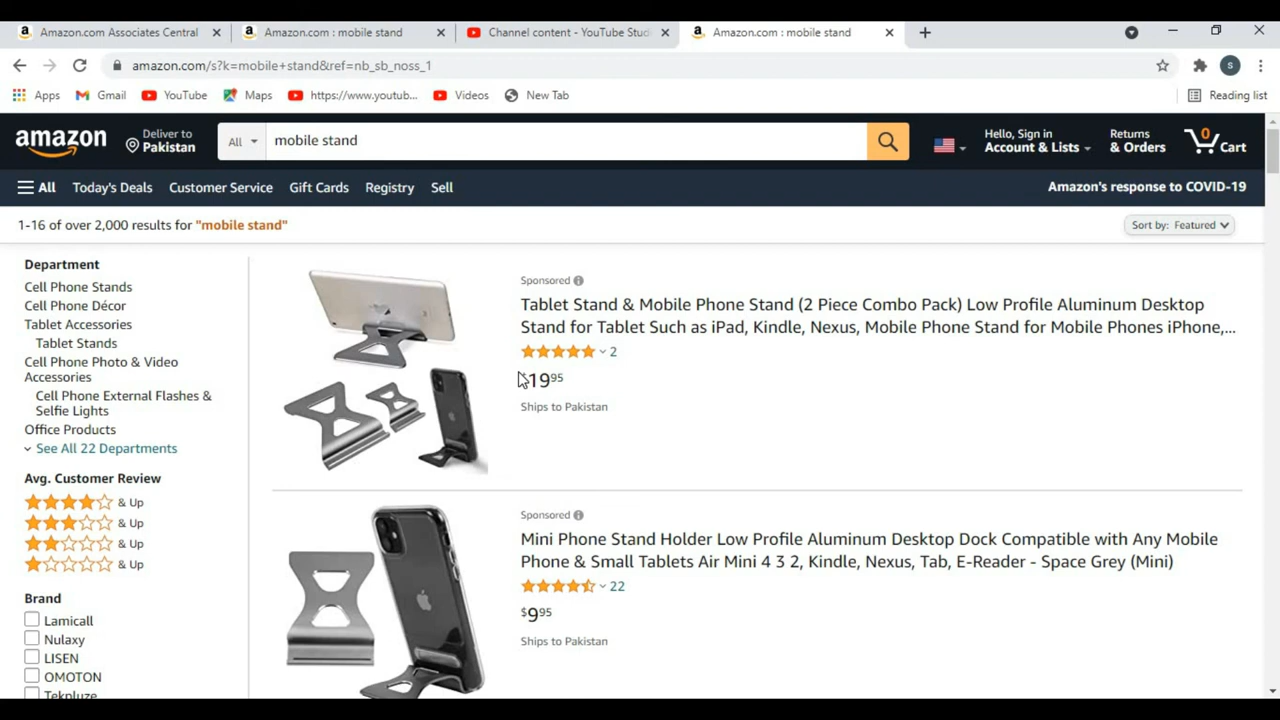 Amazon.com Associates Central
Amazon.com : mobile stand
Channel content - YouTube Stud
Amazon.com : mobile stand
amazon.com/s?k=mobile+stand&ref=nb_sb_noss_1
S
Apps
Gmail
YouTube
Maps
https://www.youtub...
Videos
New Tab
Reading list
amazon
Deliver to
Pakistan
All
mobile stand
Hello, Sign in
Account & Lists
Returns
& Orders
0
Cart
All
Today's Deals
Customer Service
Gift Cards
Registry
Sell
Amazon's response to COVID-19
1-16 of over 2,000 results for "mobile stand"
Sort by: Featured
Department
Cell Phone Stands
Cell Phone Décor
Tablet Accessories
Tablet Stands
Cell Phone Photo & Video
Accessories
Cell Phone External Flashes &
Selfie Lights
Office Products
See All 22 Departments
Avg. Customer Review
& Up
& Up
& Up
& Up
Brand
Lamicall
Nulaxy
LISEN
OMOTON
Tekpluze
Sponsored
Tablet Stand & Mobile Phone Stand (2 Piece Combo Pack) Low Profile Aluminum Desktop
Stand for Tablet Such as iPad, Kindle, Nexus, Mobile Phone Stand for Mobile Phones iPhone,...
2
19 95
Ships to Pakistan
Sponsored
Mini Phone Stand Holder Low Profile Aluminum Desktop Dock Compatible with Any Mobile
Phone & Small Tablets Air Mini 4 3 2, Kindle, Nexus, Tab, E-Reader - Space Grey (Mini)
22
$9 95
Ships to Pakistan